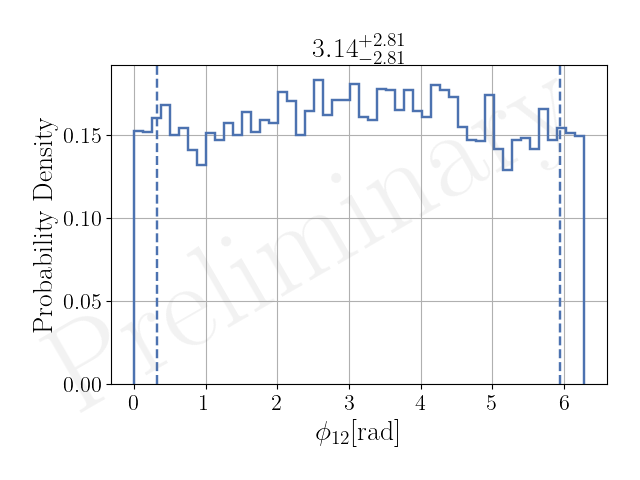 3.14+2.81−2.81
Probability Density
0.15
0.10
0.05
0.00
0 1 2 3 4 5 6
ϕ12[rad]
Preliminary